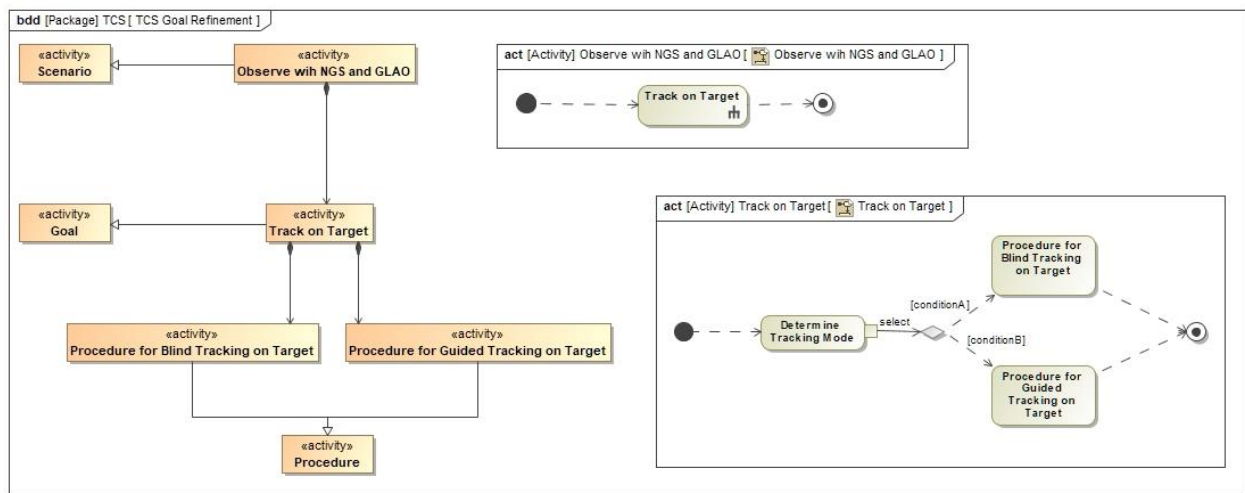 bdd [Package] TCS [ TCS Goal Refinement ]
«activity»
Scenario
«activity»
Observe wih NGS and GLAO
«activity»
Goal
«activity»
Track on Target
«activity»
Procedure for Blind Tracking on Target
«activity»
Procedure for Guided Tracking on Target
«activity»
Procedure
act [Activity] Observe wih NGS and GLAO [ Observe wih NGS and GLAO ]
Track on Target
act [Activity] Track on Target [ Track on Target ]
Determine
Tracking Mode
select
[conditionA]
[conditionB]
Procedure for
Blind Tracking
on Target
Procedure for
Guided
Tracking on
Target